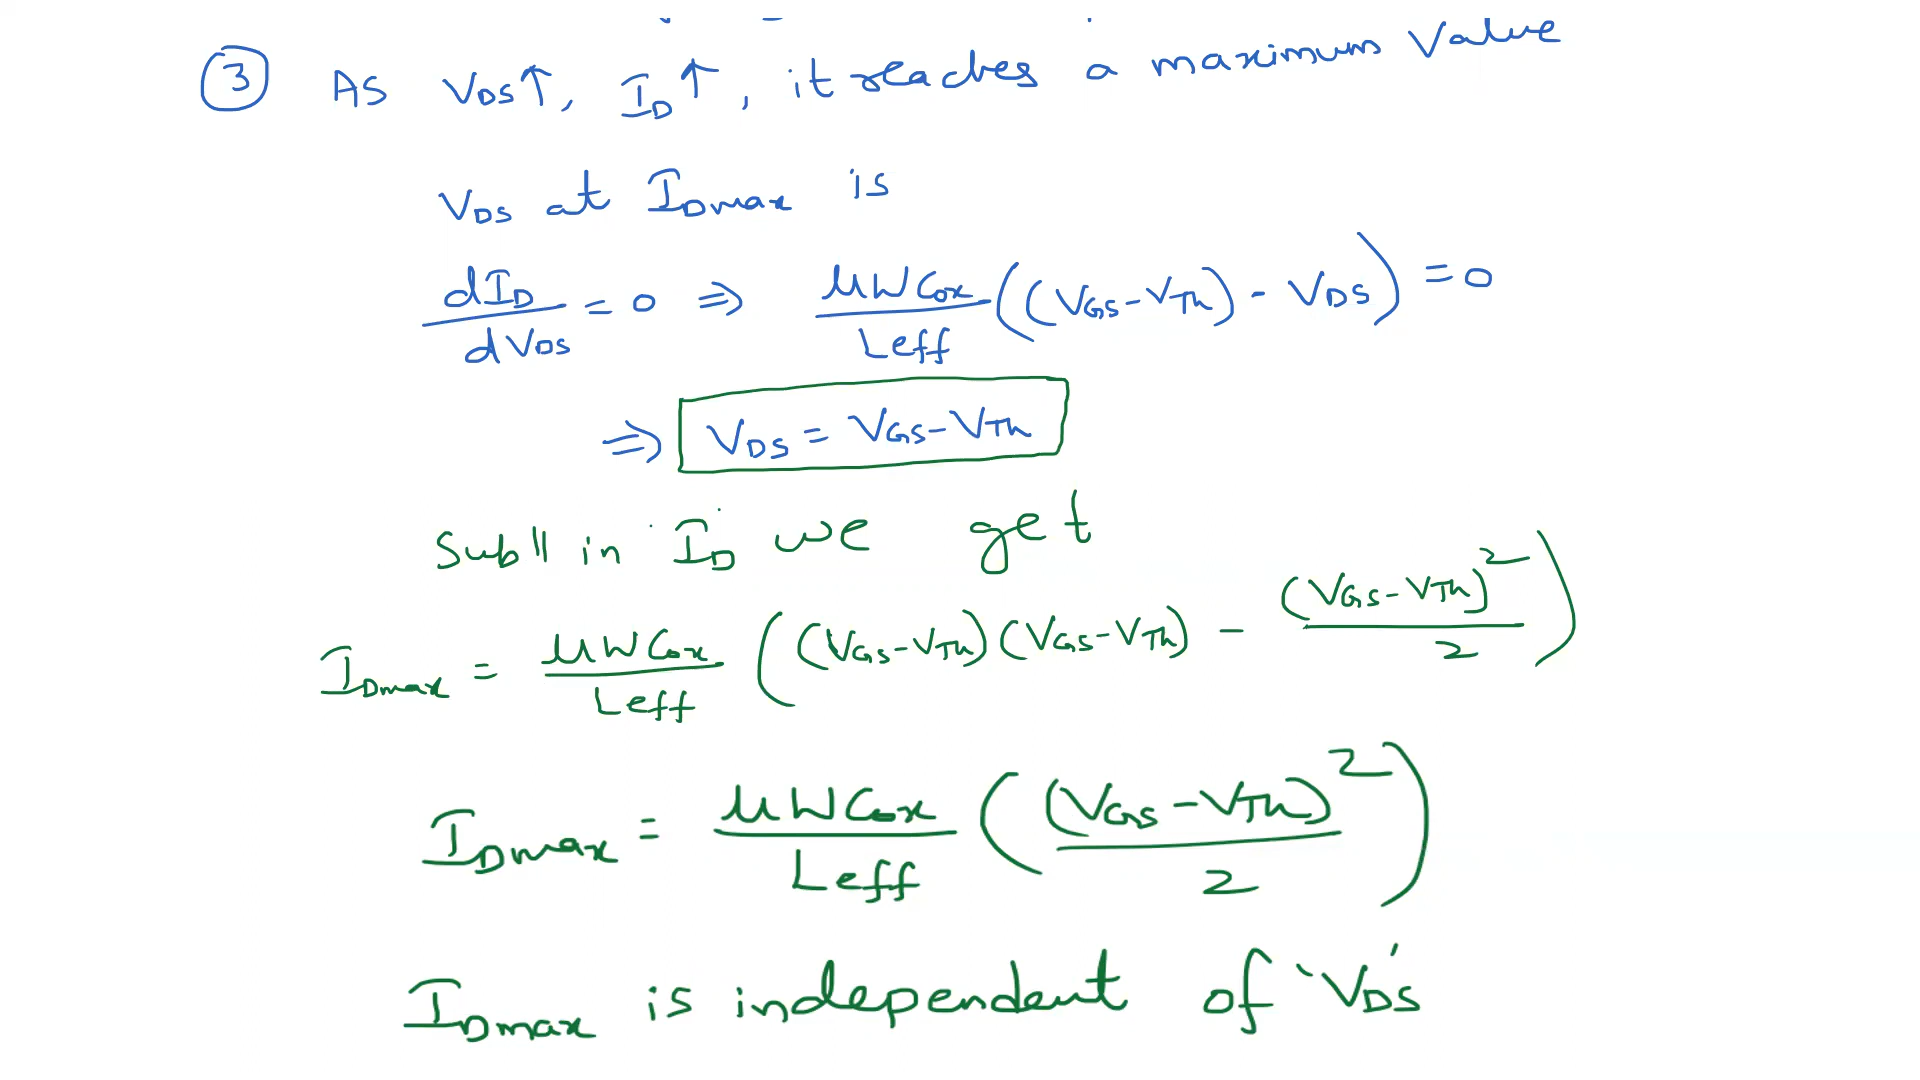 ③ As VDS↑, ID↑, it reaches a maximum value
VDS at IDmax is
dID/dVDS = 0 ⇒ μWCox/Leff ((VGS-VTh) - VDS) = 0
⇒ VDS = VGS-VTh
Sub|| in ID we get
IDmax = μWCox/Leff ((VGS-VTh)(VGS-VTh) - (VGS-VTh)²/2)
IDmax = μWCox/Leff ((VGS-VTh)²/2)
IDmax is independent of 'VDS'